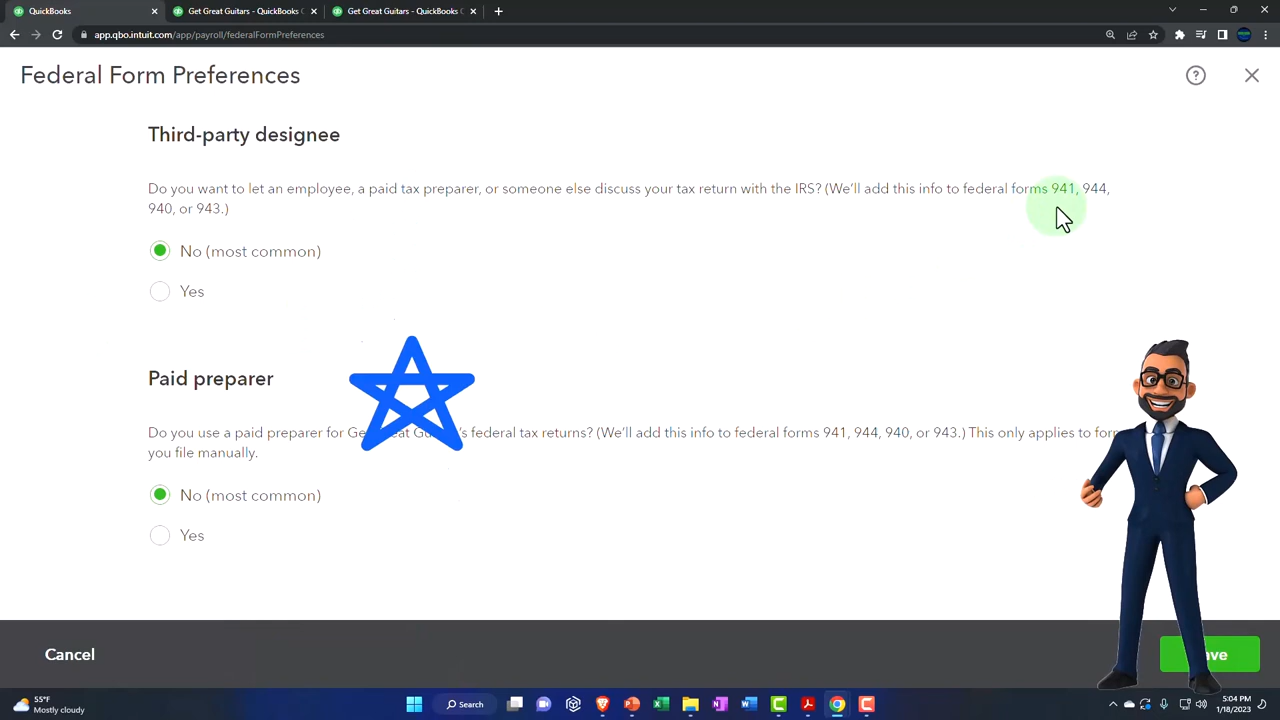 QuickBooks
Get Great Guitars - QuickBooks
Get Great Guitars - QuickBooks
app.qbo.intuit.com/app/payroll/federalFormPreferences
Federal Form Preferences
Third-party designee
Do you want to let an employee, a paid tax preparer, or someone else discuss your tax return with the IRS? (We'll add this info to federal forms 941, 944,
940, or 943.)
No (most common)
Yes
Paid preparer
Do you use a paid preparer for 's federal tax returns? (We'll add this info to federal forms 941, 944, 940, or 943.) This only applies to
you file manually.
No (most common)
Yes
Cancel
55°F
Mostly cloudy
Search
5:04 PM
1/18/2023